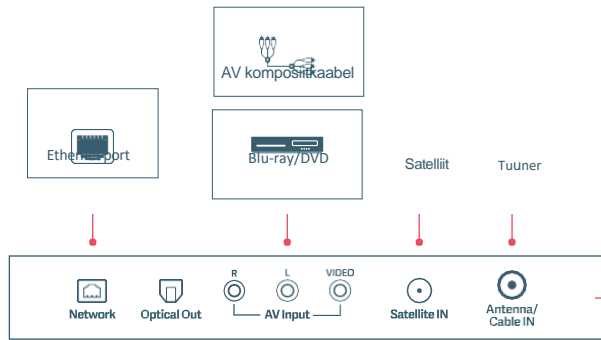 AV komposiitkaabel
Ethernet port
Blu-ray/DVD
Satelliit
Tuuner
R
L
VIDEO
Network
Optical Out
AV Input
Satellite IN
Antenna/
Cable IN